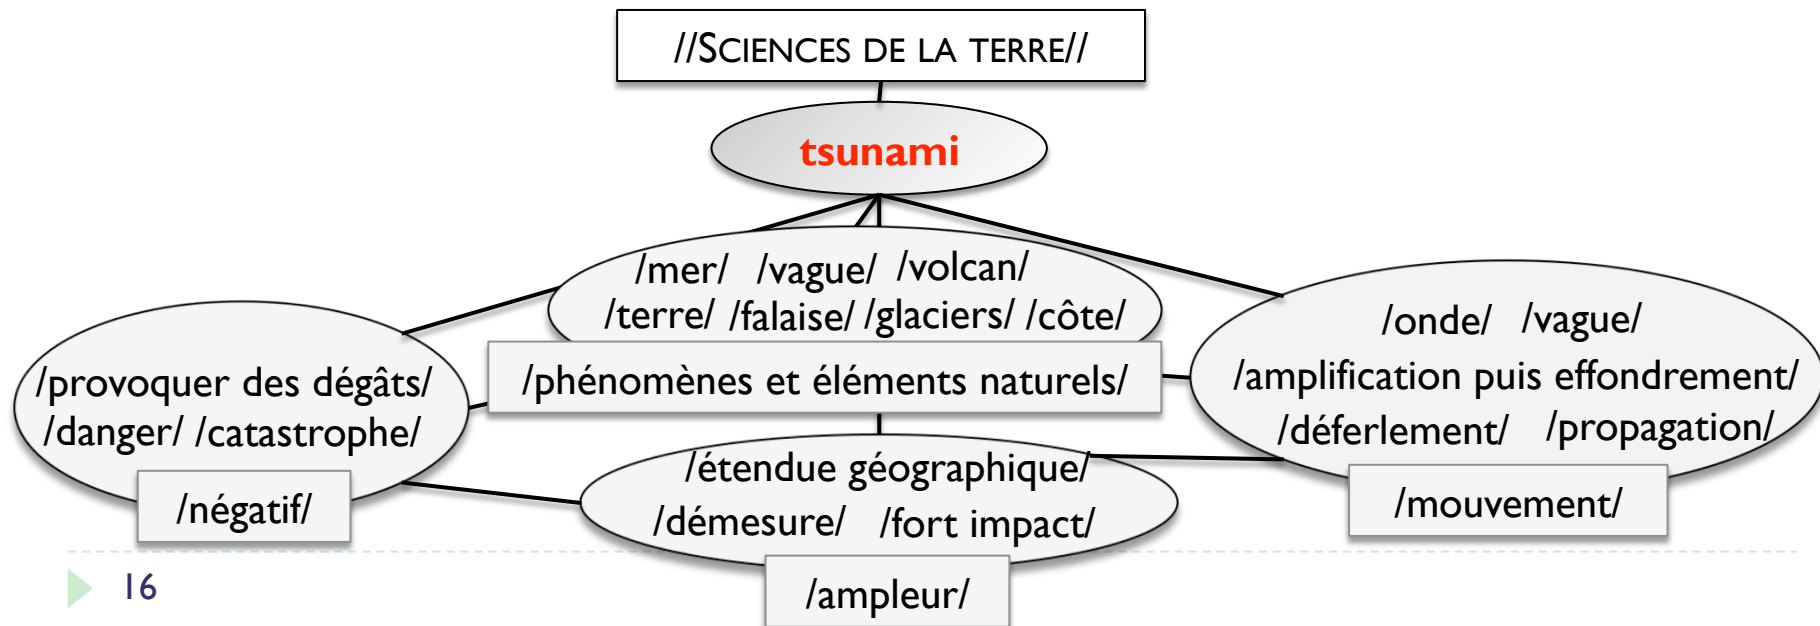 //SCIENCES DE LA TERRE//
tsunami
/mer/ /vague/ /volcan/
/terre/ /falaise/ /glaciers/ /côte/
/phénomènes et éléments naturels/
/provoquer des dégâts/
/danger/ /catastrophe/
/négatif/
/onde/ /vague/
/amplification puis effondrement/
/déferlement/ /propagation/
/mouvement/
/étendue géographique/
/démesure/ /fort impact/
/ampleur/
16